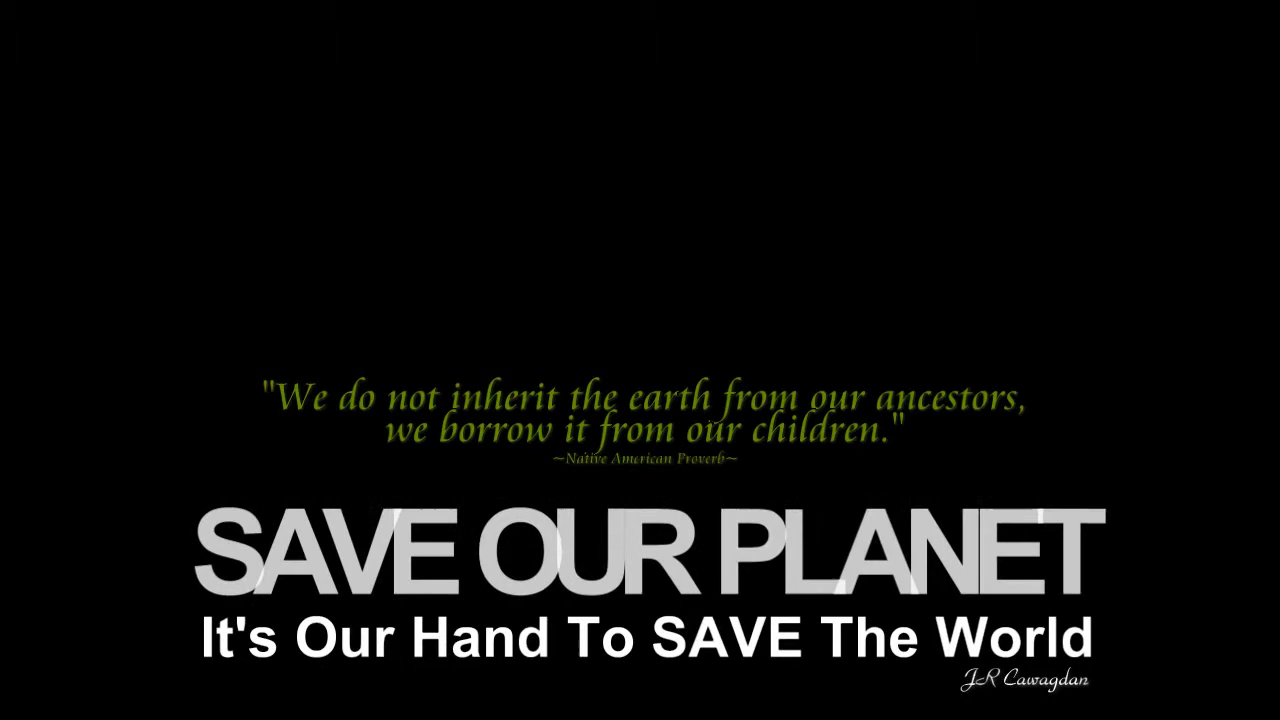 "We do not inherit the earth from our ancestors,
we borrow it from our children."
~Native American Proverb~
SAVE OUR PLANET
It's Our Hand To SAVE The World
J-R Cawagdan